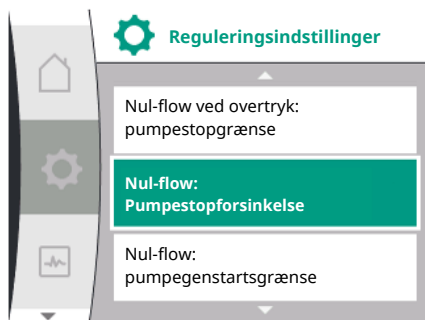 Reguleringsindstillinger
Nul-flow ved overtryk:
pumpestopgrænse
Nul-flow:
Pumpestopforsinkelse
Nul-flow:
pumpegenstartsgrænse